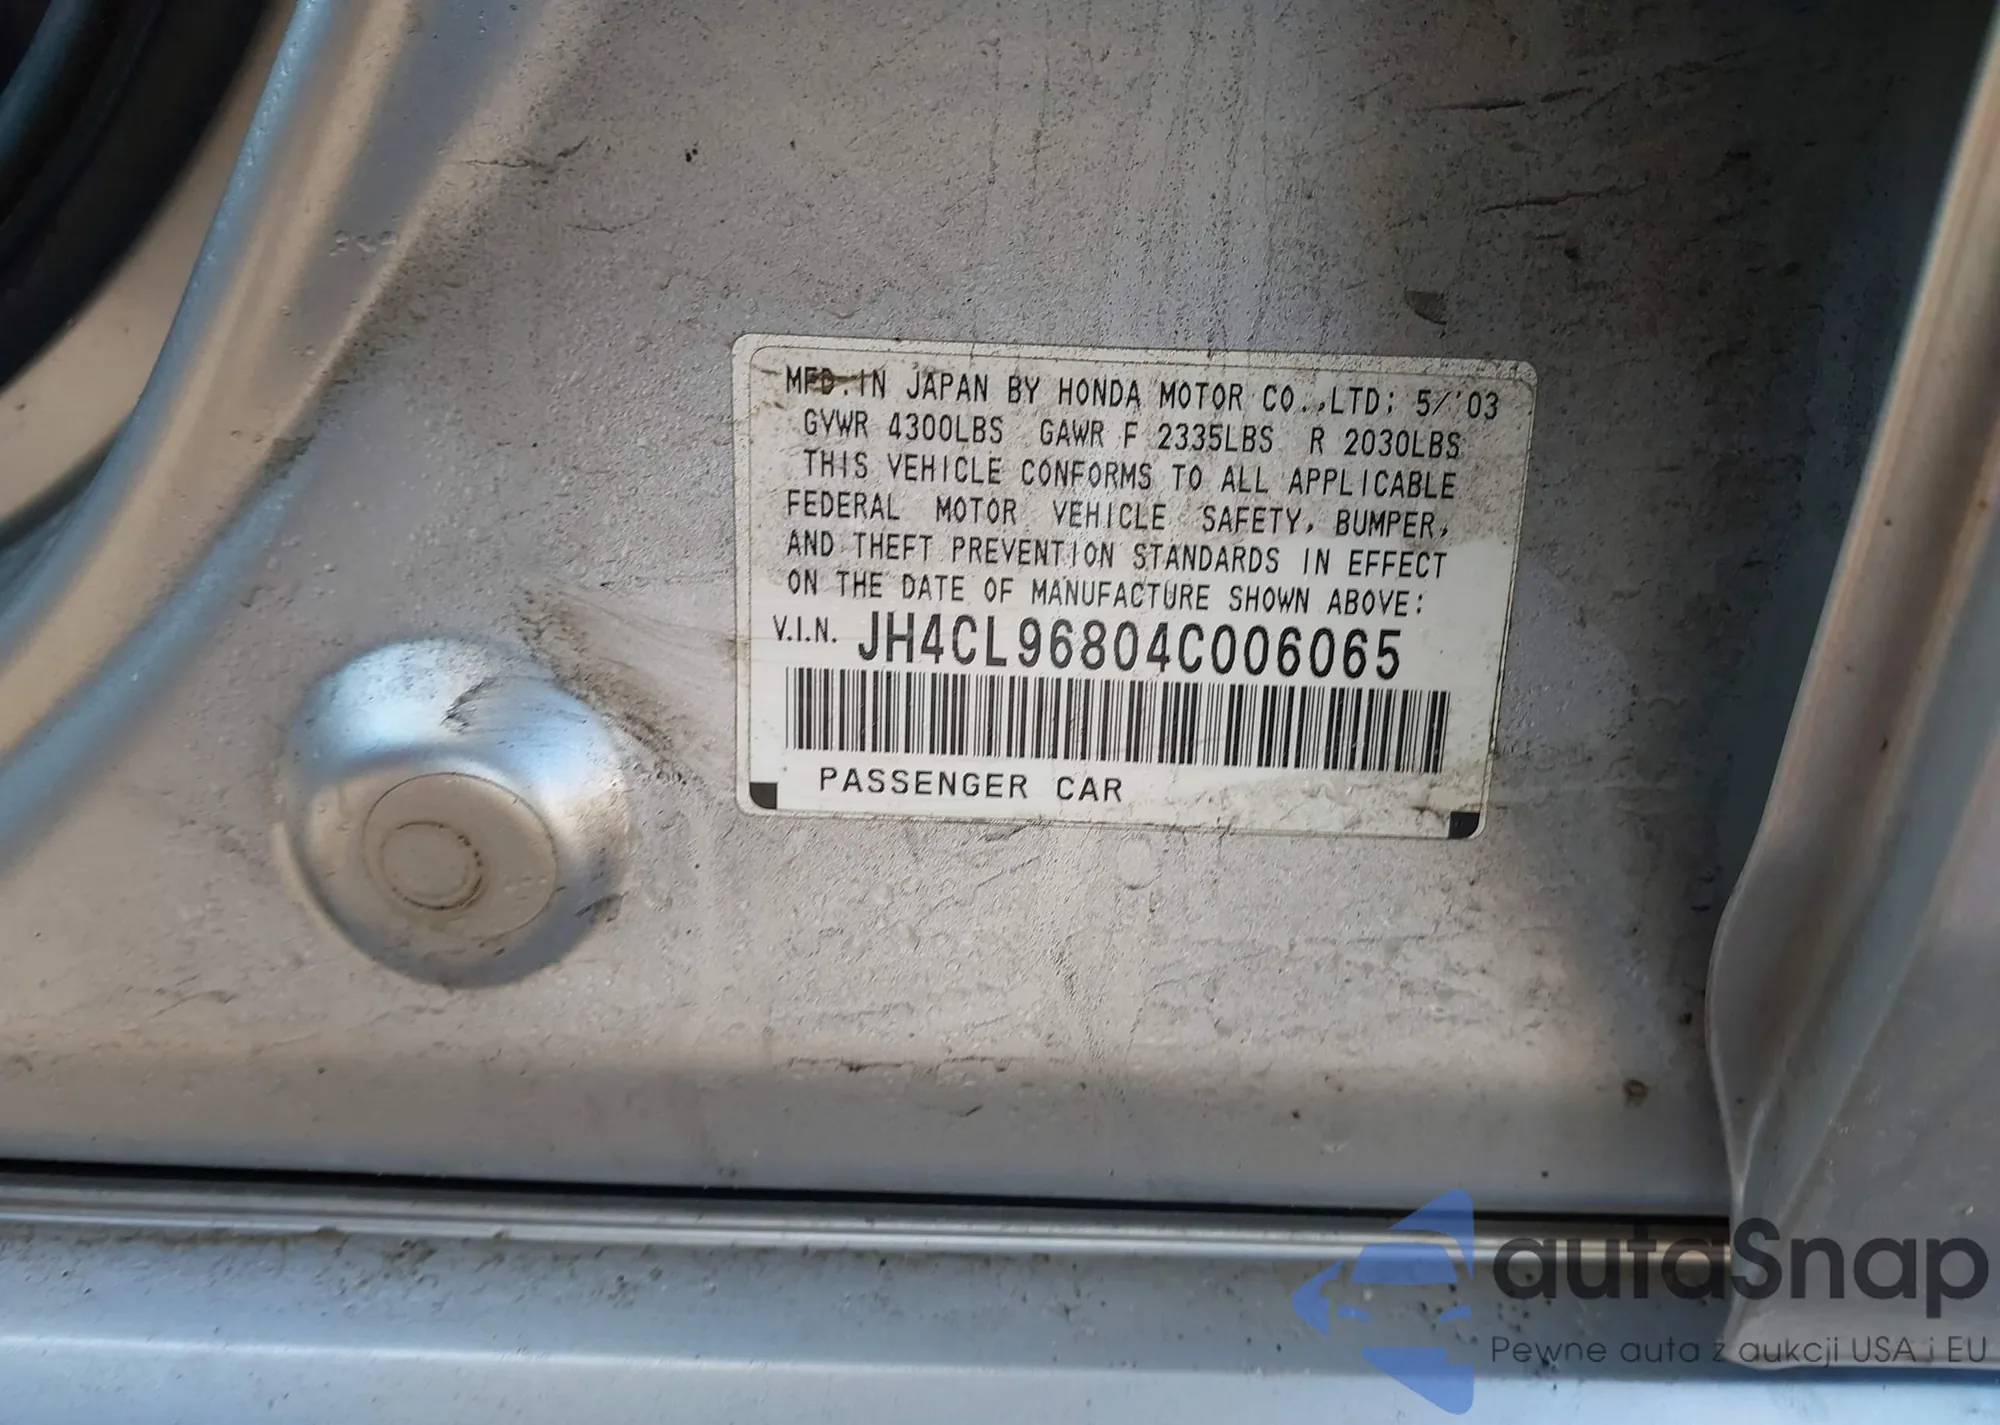 MFD. IN JAPAN BY HONDA MOTOR CO.,LTD; 5/'03
GVWR 4300LBS GAWR F 2335LBS R 2030LBS
THIS VEHICLE CONFORMS TO ALL APPLICABLE
FEDERAL MOTOR VEHICLE SAFETY, BUMPER,
AND THEFT PREVENTION STANDARDS IN EFFECT
ON THE DATE OF MANUFACTURE SHOWN ABOVE:
V.I.N. JH4CL96804C006065
PASSENGER CAR
autaSnap
Pewne auta z aukcji USA i EU